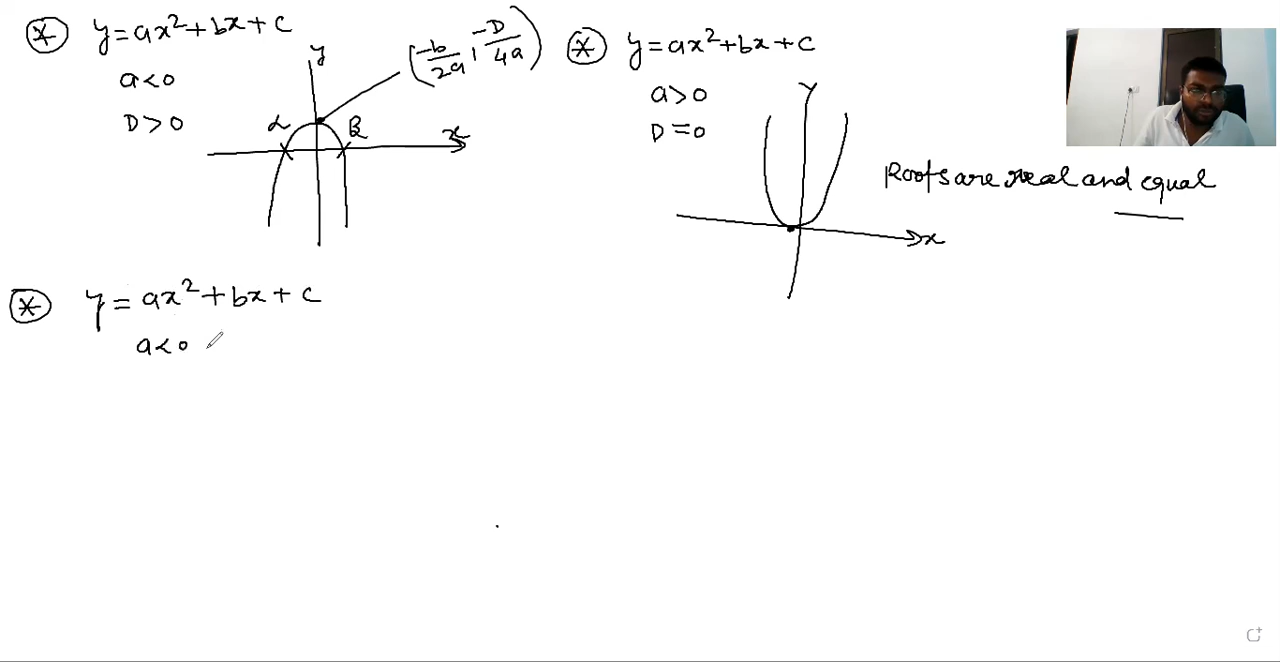 ⊛ y=ax²+bx+c
a<0
D>0
y
(-b/2a, -D/4a)
α β
x
⊛ y=ax²+bx+c
a>0
D=0
y
Roots are real and equal
x
⊛ y=ax²+bx+c
a<0